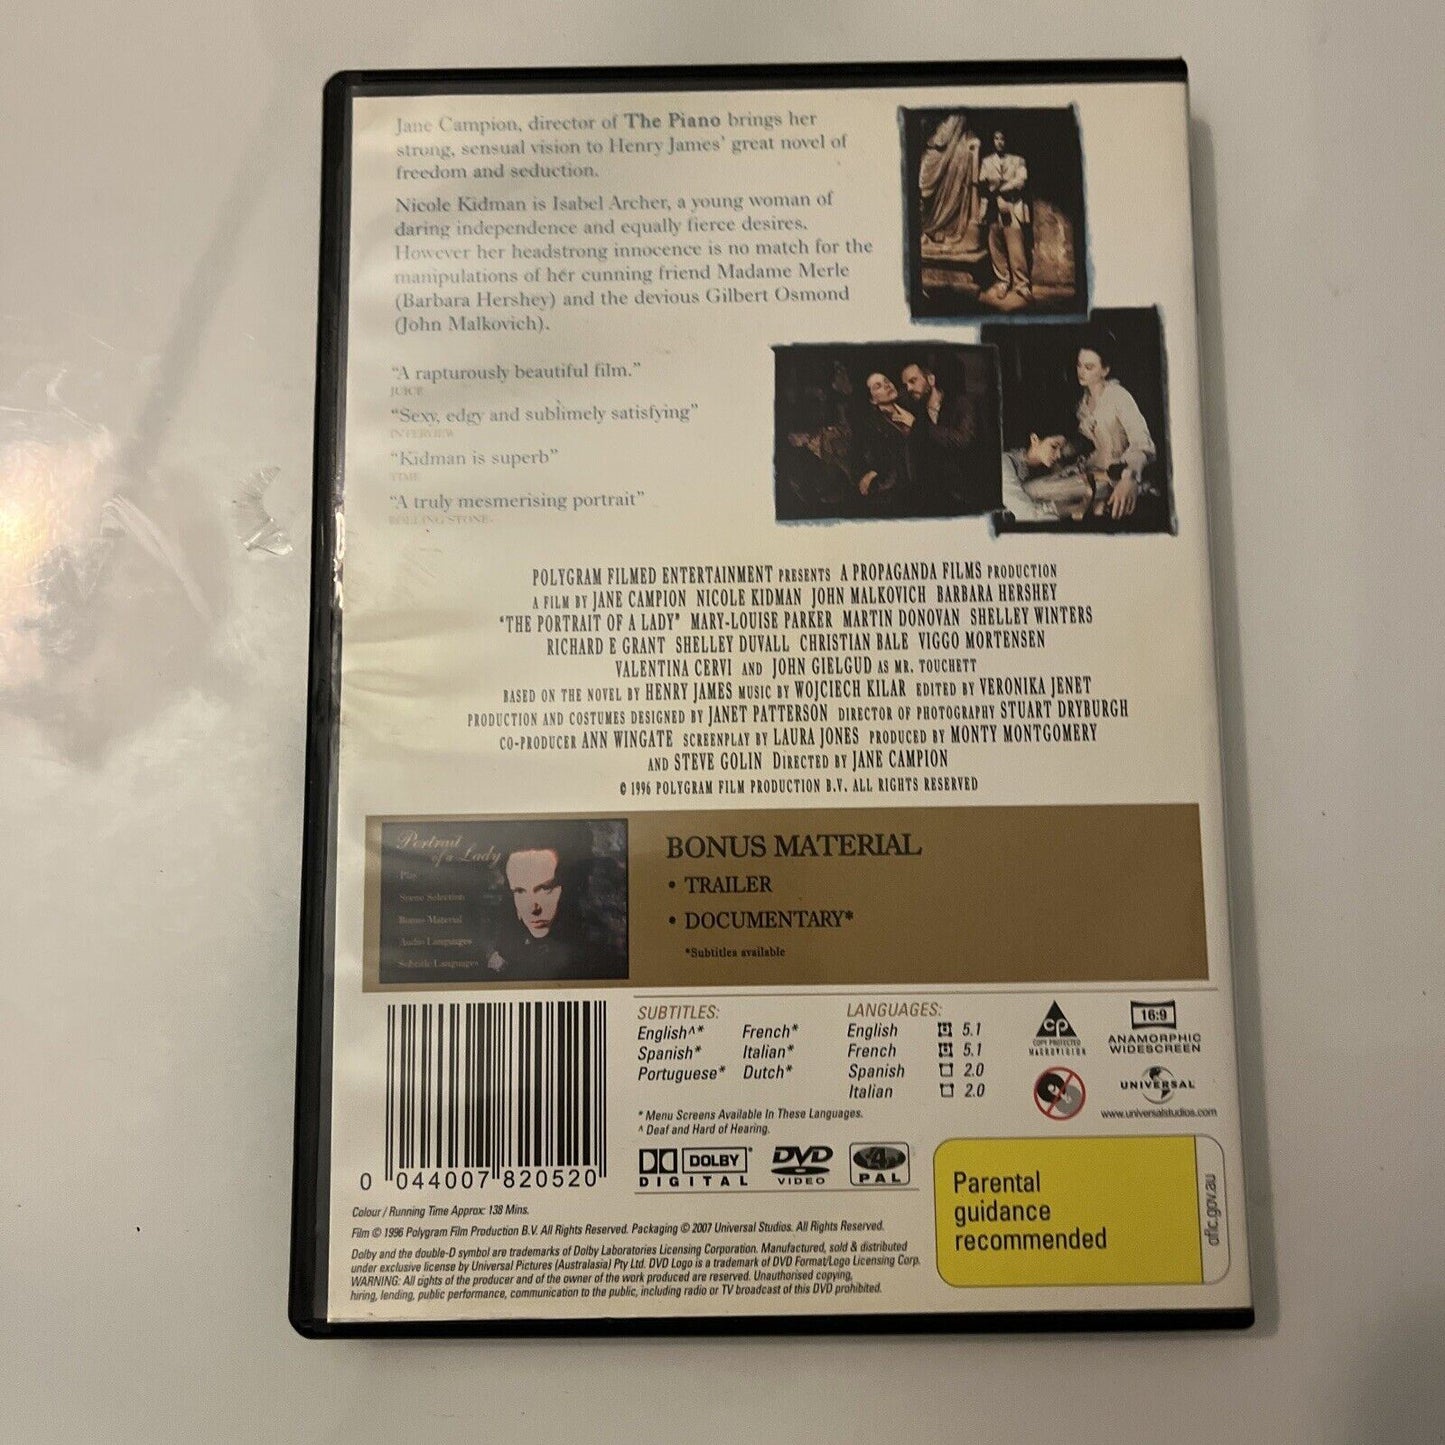 Jane Campion, director of The Piano brings her
strong, sensual vision to Henry James' great novel of
freedom and seduction.
Nicole Kidman is Isabel Archer, a young woman of
daring independence and equally fierce desires.
However her headstrong innocence is no match for the
manipulations of her cunning friend Madame Merle
(Barbara Hershey) and the devious Gilbert Osmond
(John Malkovich).
“A rapturously beautiful film.”
JUICE
“Sexy, edgy and sublimely satisfying”
INTERVIEW
“Kidman is superb”
TIME
“A truly mesmerising portrait”
ROLLING STONE
POLYGRAM FILMED ENTERTAINMENT PRESENTS A PROPAGANDA FILMS PRODUCTION
A FILM BY JANE CAMPION NICOLE KIDMAN JOHN MALKOVICH BARBARA HERSHEY
"THE PORTRAIT OF A LADY" MARY-LOUISE PARKER MARTIN DONOVAN SHELLEY WINTERS
RICHARD E GRANT SHELLEY DUVALL CHRISTIAN BALE VIGGO MORTENSEN
VALENTINA CERVI AND JOHN GIELGUD AS MR. TOUCHETT
BASED ON THE NOVEL BY HENRY JAMES MUSIC BY WOJCIECH KILAR EDITED BY VERONIKA JENET
PRODUCTION AND COSTUMES DESIGNED BY JANET PATTERSON DIRECTOR OF PHOTOGRAPHY STUART DRYBURGH
CO-PRODUCER ANN WINGATE SCREENPLAY BY LAURA JONES PRODUCED BY MONTY MONTGOMERY
AND STEVE GOLIN DIRECTED BY JANE CAMPION
© 1996 POLYGRAM FILM PRODUCTION B.V. ALL RIGHTS RESERVED
Portrait
of a Lady
Play
Scene Selection
Bonus Material
Audio Languages
Subtitle Languages
BONUS MATERIAL
• TRAILER
• DOCUMENTARY*
*Subtitles available
SUBTITLES:
English^* French*
Spanish* Italian*
Portuguese* Dutch*
* Menu Screens Available In These Languages.
^ Deaf and Hard of Hearing.
LANGUAGES:
English 5.1
French 5.1
Spanish 2.0
Italian 2.0
CP
COPY PROTECTED
MACROVISION
16:9
ANAMORPHIC
WIDESCREEN
UNIVERSAL
www.universalstudios.com
DOLBY
DIGITAL
DVD
VIDEO
4
PAL
0 044007 820520
Parental
guidance
recommended
oflc.gov.au
Colour / Running Time Approx: 138 Mins.
Film © 1996 Polygram Film Production B.V. All Rights Reserved. Packaging © 2007 Universal Studios. All Rights Reserved.
Dolby and the double-D symbol are trademarks of Dolby Laboratories Licensing Corporation. Manufactured, sold & distributed
under exclusive license by Universal Pictures (Australasia) Pty Ltd. DVD Logo is a trademark of DVD Format/Logo Licensing Corp.
WARNING: All rights of the producer and of the owner of the work produced are reserved. Unauthorised copying,
hiring, lending, public performance, communication to the public, including radio or TV broadcast of this DVD prohibited.